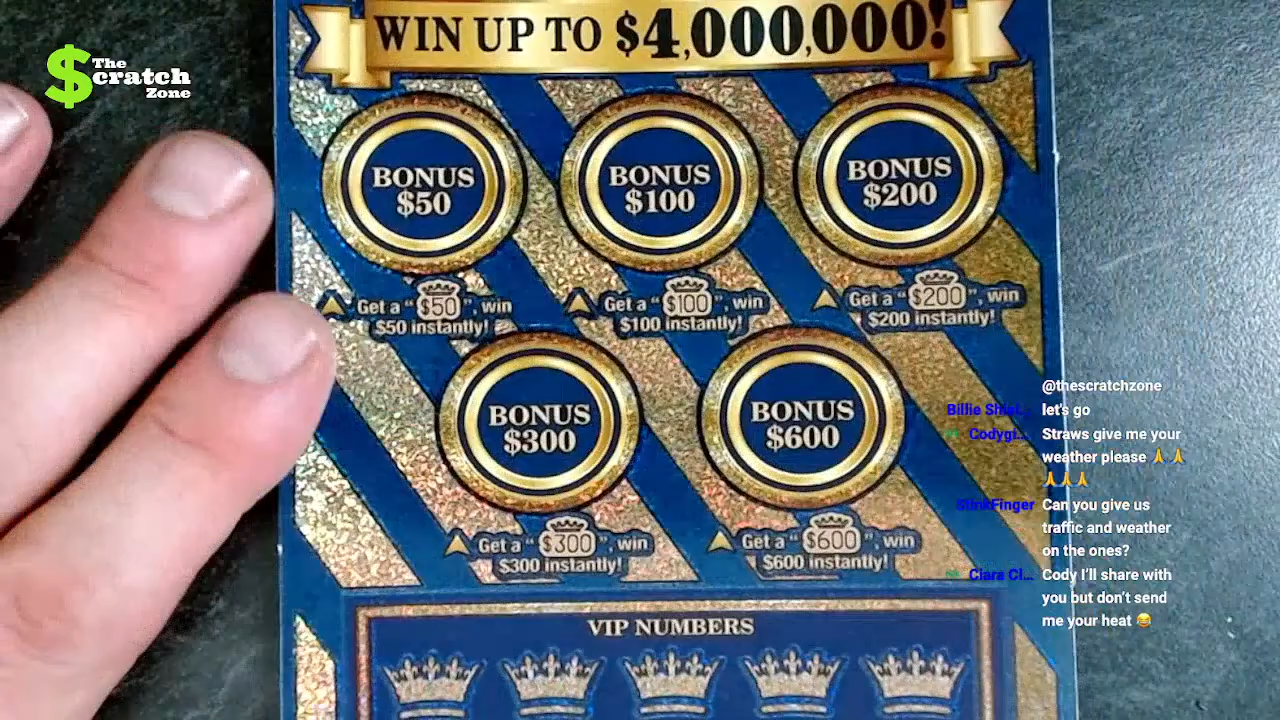 The
$cratch
Zone
WIN UP TO $4,000,000!
BONUS
$50
BONUS
$100
BONUS
$200
Get a "$50", win
$50 instantly!
Get a "$100", win
$100 instantly!
Get a "$200", win
$200 instantly!
BONUS
$300
BONUS
$600
Get a "$300", win
$300 instantly!
Get a "$600", win
$600 instantly!
VIP NUMBERS
@thescratchzone
Billie let's go
Codygi... Straws give me your
weather please 🙏🙏
🙏🙏🙏
StinkFinger Can you give us
traffic and weather
on the ones?
Ciara Cl... Cody I'll share with
you but don't send
me your heat 😂